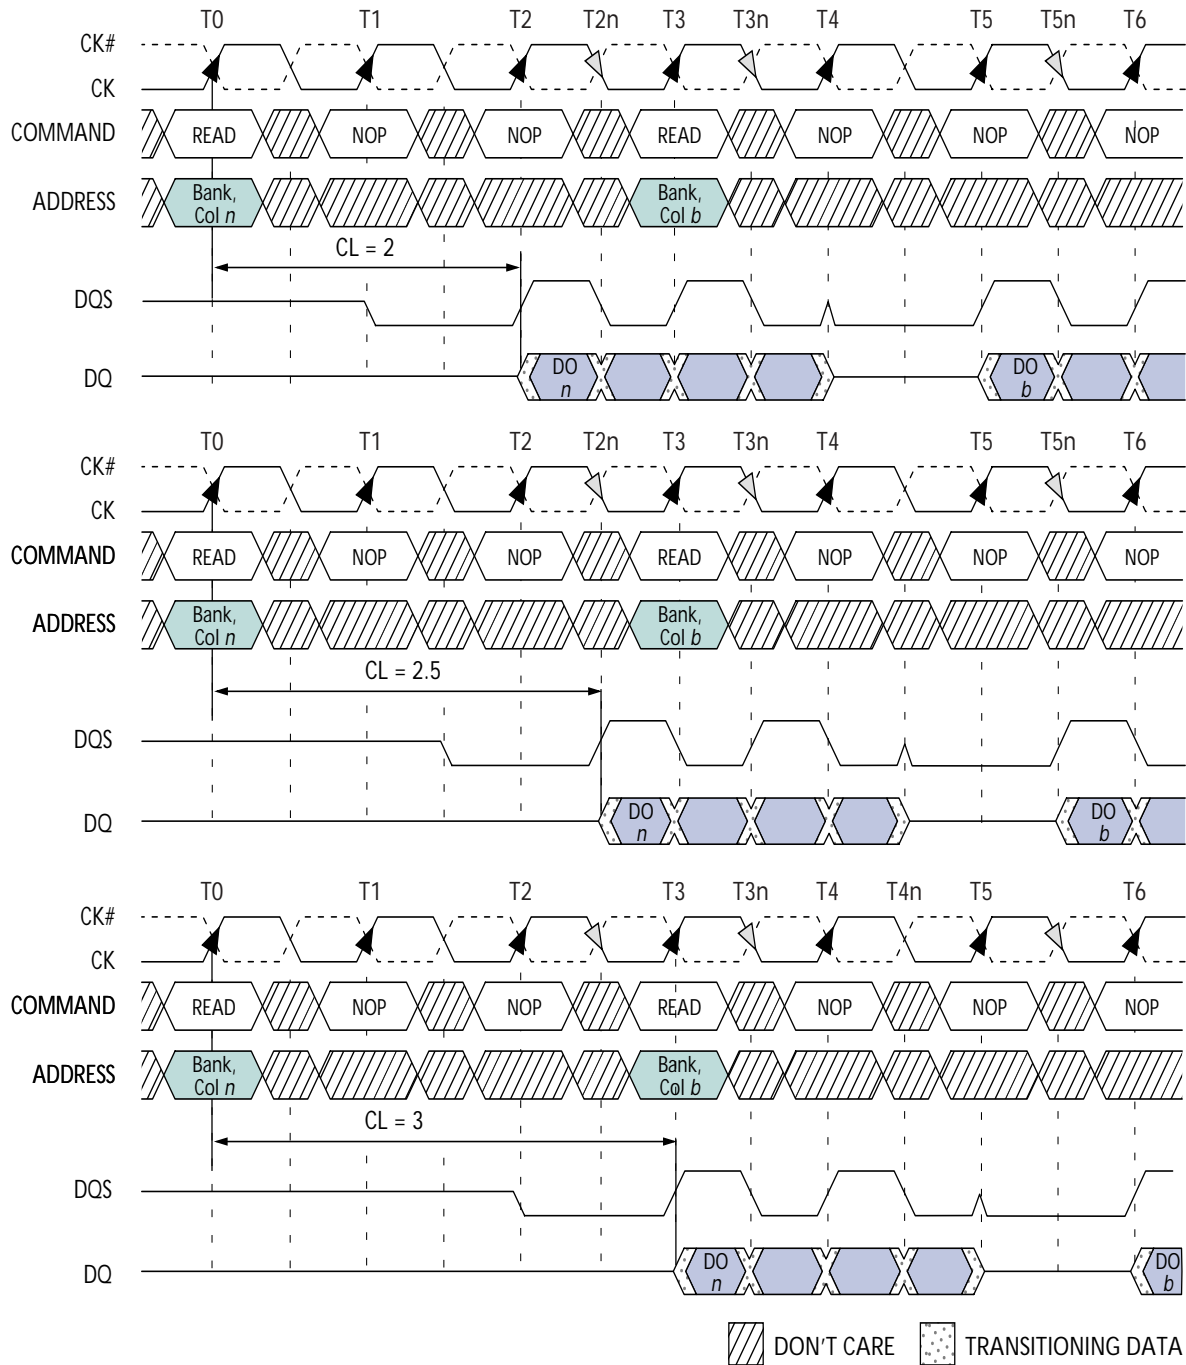 T0 T1 T2 T2n T3 T3n T4 T5 T5n T6
CK#
CK
COMMAND READ NOP NOP READ NOP NOP NOP
ADDRESS Bank, Col n Bank, Col b
CL = 2
DQS
DQ DO n DO b
T0 T1 T2 T2n T3 T3n T4 T5 T5n T6
CK#
CK
COMMAND READ NOP NOP READ NOP NOP NOP
ADDRESS Bank, Col n Bank, Col b
CL = 2.5
DQS
DQ DO n DO b
T0 T1 T2 T3 T3n T4 T4n T5 T6
CK#
CK
COMMAND READ NOP NOP READ NOP NOP NOP
ADDRESS Bank, Col n Bank, Col b
CL = 3
DQS
DQ DO n DO b
DON'T CARE TRANSITIONING DATA